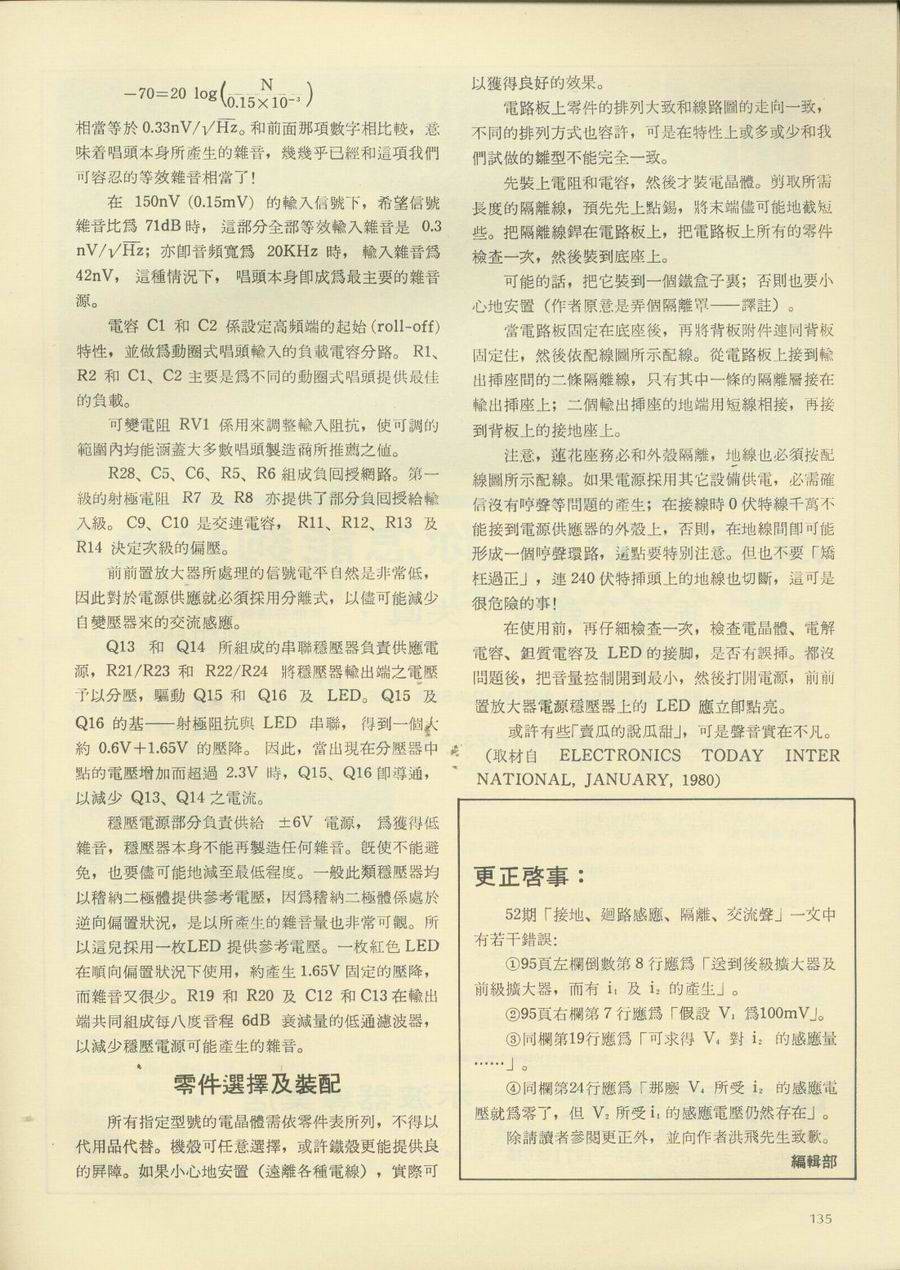 −70=20 log(N/0.15×10⁻³)
相當等於 0.33nV/√Hz。和前面那項數字相比較，意
味着唱頭本身所產生的雜音，幾幾乎已經和這項我們
可容忍的等效雜音相當了!
在 150nV (0.15mV) 的輸入信號下，希望信號
雜音比爲 71dB 時， 這部分全部等效輸入雜音是 0.3
nV/√Hz; 亦卽音頻寬爲 20KHz 時， 輸入雜音爲
42nV， 這種情況下， 唱頭本身卽成爲最主要的雜音
源。
電容 C1 和 C2 係設定高頻端的起始 (roll-off)
特性，並做爲動圈式唱頭輸入的負載電容分路。 R1、
R2 和 C1、C2 主要是爲不同的動圈式唱頭提供最佳
的負載。
可變電阻 RV1 係用來調整輸入阻抗，使可調的
範圍內均能涵蓋大多數唱頭製造商所推薦之値。
R28、C5、C6、R5、R6 組成負回授網路。第一
級的射極電阻 R7 及 R8 亦提供了部分負回授給輸
入級。 C9、C10 是交連電容， R11、R12、R13 及
R14 決定次級的偏壓。
前前置放大器所處理的信號電平自然是非常低，
因此對於電源供應就必須採用分離式，以儘可能減少
自變壓器來的交流感應。
Q13 和 Q14 所組成的串聯穩壓器負責供應電
源，R21/R23 和 R22/R24 將穩壓器輸出端之電壓
予以分壓，驅動 Q15 和 Q16 及 LED。 Q15 及
Q16 的基——射極阻抗與 LED 串聯， 得到一個大
約 0.6V＋1.65V 的壓降。 因此，當出現在分壓器中
點的電壓增加而超過 2.3V 時，Q15、Q16 卽導通，
以減少 Q13、Q14 之電流。
穩壓電源部分負責供給 ±6V 電源， 爲獲得低
雜音，穩壓器本身不能再製造任何雜音。旣使不能避
免，也要儘可能地減至最低程度。一般此類穩壓器均
以稽納二極體提供參考電壓，因爲稽納二極體係處於
逆向偏置狀況，是以所產生的雜音量也非常可觀。所
以這兒採用一枚LED 提供參考電壓。一枚紅色 LED
在順向偏置狀況下使用，約產生 1.65V 固定的壓降，
而雜音又很少。R19 和 R20 及 C12 和 C13 在輸出
端共同組成每八度音程 6dB 衰減量的低通濾波器，
以減少穩壓電源可能產生的雜音。
零件選擇及裝配
所有指定型號的電晶體需依零件表所列，不得以
代用品代替。機殼可任意選擇，或許鐵殼更能提供良
的屏障。如果小心地安置（遠離各種電線），實際可
以獲得良好的效果。
電路板上零件的排列大致和線路圖的走向一致，
不同的排列方式也容許，可是在特性上或多或少和我
們試做的雛型不能完全一致。
先裝上電阻和電容，然後才裝電晶體。剪取所需
長度的隔離線，預先先上點錫，將末端儘可能地截短
些。把隔離線銲在電路板上，把電路板上所有的零件
檢查一次，然後裝到底座上。
可能的話，把它裝到一個鐵盒子裏；否則也要小
心地安置（作者原意是弄個隔離罩——譯註）。
當電路板固定在底座後，再將背板附件連同背板
固定住，然後依配線圖所示配線。從電路板上接到輸
出揷座間的二條隔離線，只有其中一條的隔離層接在
輸出揷座上；二個輸出揷座的地端用短線相接，再接
到背板上的接地座上。
注意，蓮花座務必和外殼隔離，地線也必須按配
線圖所示配線。如果電源採用其它設備供電，必需確
信沒有哼聲等問題的產生；在接線時 0 伏特線千萬不
能接到電源供應器的外殼上，否則，在地線間卽可能
形成一個哼聲環路，這點要特別注意。但也不要「矯
枉過正」，連 240 伏特揷頭上的地線也切斷，這可是
很危險的事!
在使用前，再仔細檢查一次，檢查電晶體、電解
電容、鉭質電容及 LED 的接脚，是否有誤揷。都沒
問題後，把音量控制開到最小，然後打開電源，前前
置放大器電源穩壓器上的 LED 應立卽點亮。
或許有些「賣瓜的說瓜甜」，可是聲音實在不凡。
(取材自 ELECTRONICS TODAY INTER
NATIONAL, JANUARY, 1980)
更正啓事：
52期「接地、廻路感應、隔離、交流聲」一文中
有若干錯誤:
①95頁左欄倒數第 8 行應爲「送到後級擴大器及
前級擴大器，而有 i₁ 及 i₂ 的產生」。
②95頁右欄第 7 行應爲「假設 V₁ 爲100mV」。
③同欄第19行應爲「可求得 V₄ 對 i₂ 的感應量
……」。
④同欄第24行應爲「那麼 V₄ 所受 i₂ 的感應電
壓就爲零了，但 V₂ 所受 i₁ 的感應電壓仍然存在」。
除請讀者參閱更正外，並向作者洪飛先生致歉。
編輯部
135